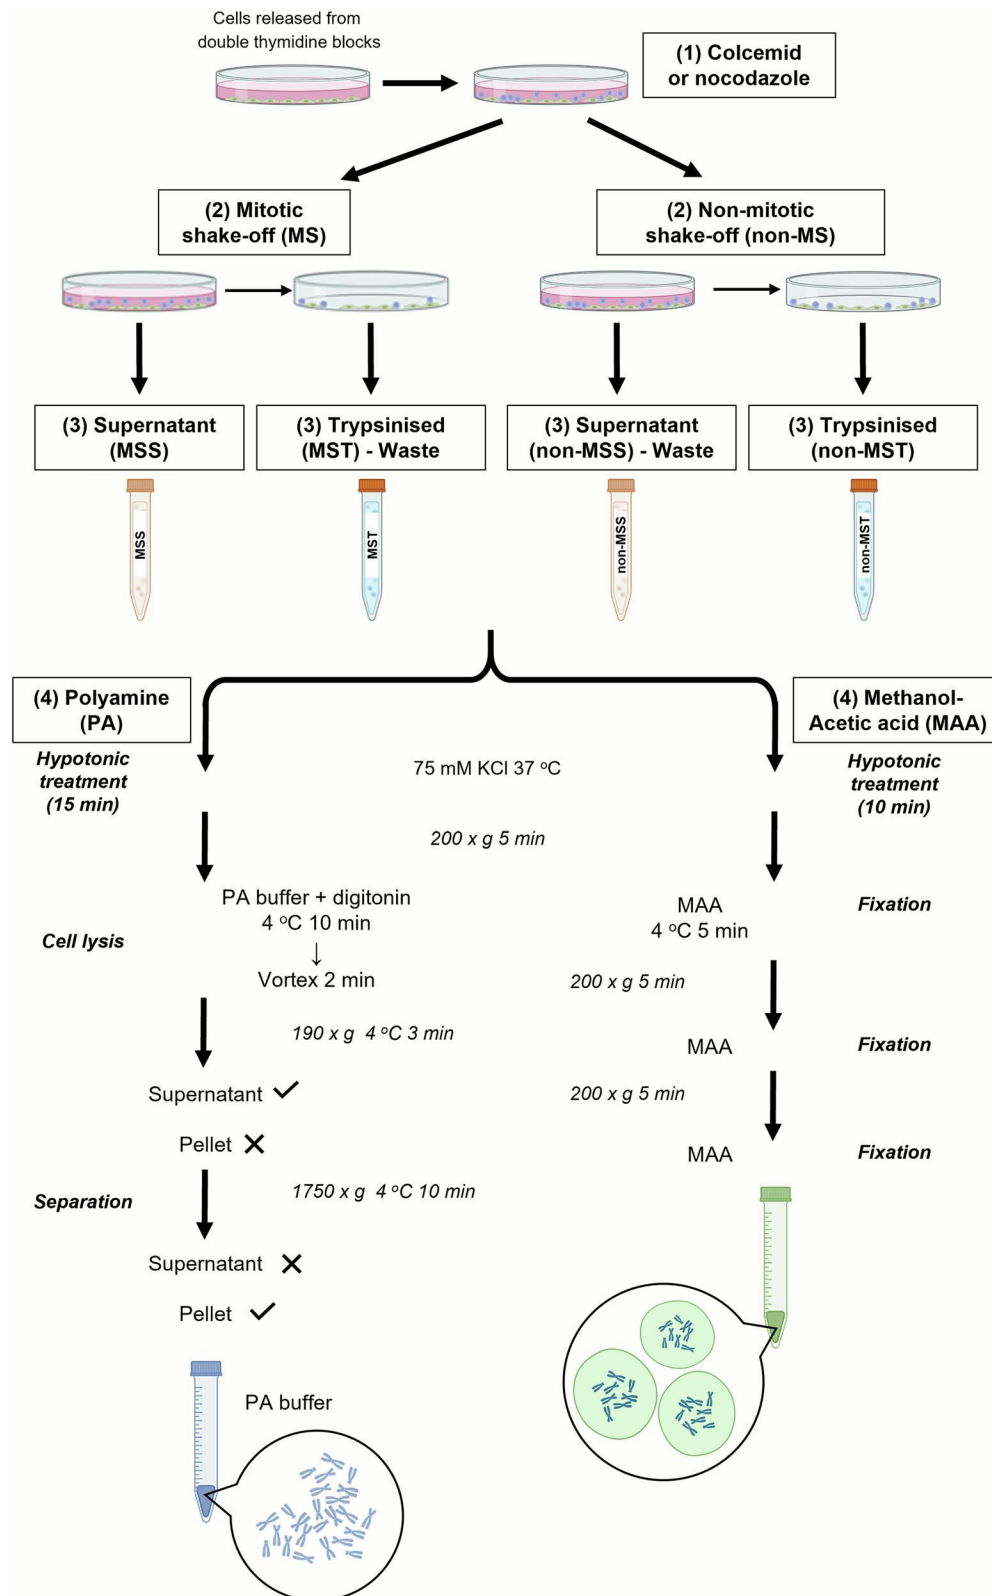 Cells released from
double thymidine blocks
(1) Colcemid
or nocodazole
(2) Mitotic
shake-off (MS)
(2) Non-mitotic
shake-off (non-MS)
(3) Supernatant
(MSS)
(3) Trypsinised
(MST) - Waste
(3) Supernatant
(non-MSS) - Waste
(3) Trypsinised
(non-MST)
MSS
MST
non-MSS
non-MST
(4) Polyamine
(PA)
(4) Methanol-
Acetic acid (MAA)
Hypotonic
treatment
(15 min)
75 mM KCl 37 °C
Hypotonic
treatment
(10 min)
200 x g 5 min
PA buffer + digitonin
4 °C 10 min
↓
Vortex 2 min
Cell lysis
MAA
4 °C 5 min
Fixation
200 x g 5 min
190 x g 4 °C 3 min
MAA
Fixation
Supernatant ✓
200 x g 5 min
Pellet ✕
MAA
Fixation
Separation
1750 x g 4 °C 10 min
Supernatant ✕
Pellet ✓
PA buffer